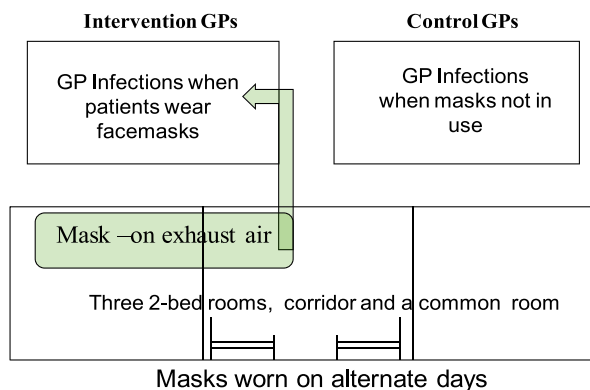 Intervention GPs
Control GPs
GP Infections when
patients wear
facemasks
GP Infections
when masks not in
use
Mask –on exhaust air
Three 2-bed rooms, corridor and a common room
Masks worn on alternate days